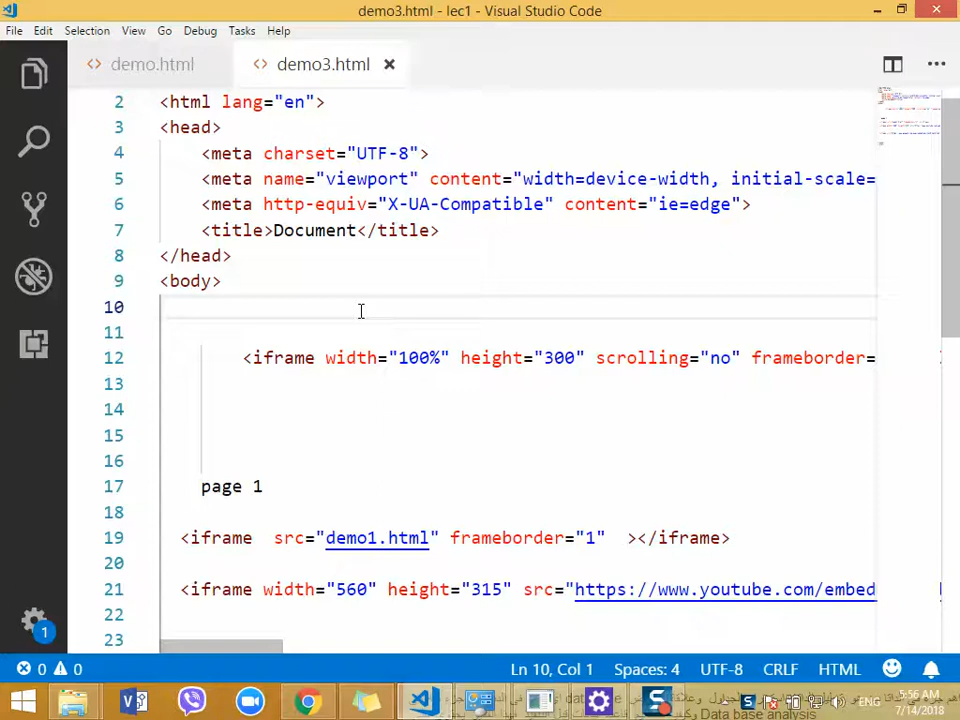 demo3.html - lec1 - Visual Studio Code
File Edit Selection View Go Debug Tasks Help
<> demo.html <> demo3.html ×
2 <html lang="en">
3 <head>
4 <meta charset="UTF-8">
5 <meta name="viewport" content="width=device-width, initial-scale=
6 <meta http-equiv="X-UA-Compatible" content="ie=edge">
7 <title>Document</title>
8 </head>
9 <body>
10
11
12 <iframe width="100%" height="300" scrolling="no" frameborder=
13
14
15
16
17 page 1
18
19 <iframe src="demo1.html" frameborder="1" ></iframe>
20
21 <iframe width="560" height="315" src="https://www.youtube.com/embed
22
23
1
0 0 Ln 10, Col 1 Spaces: 4 UTF-8 CRLF HTML
ENG 5:56 AM
7/14/2018
Data base analysis